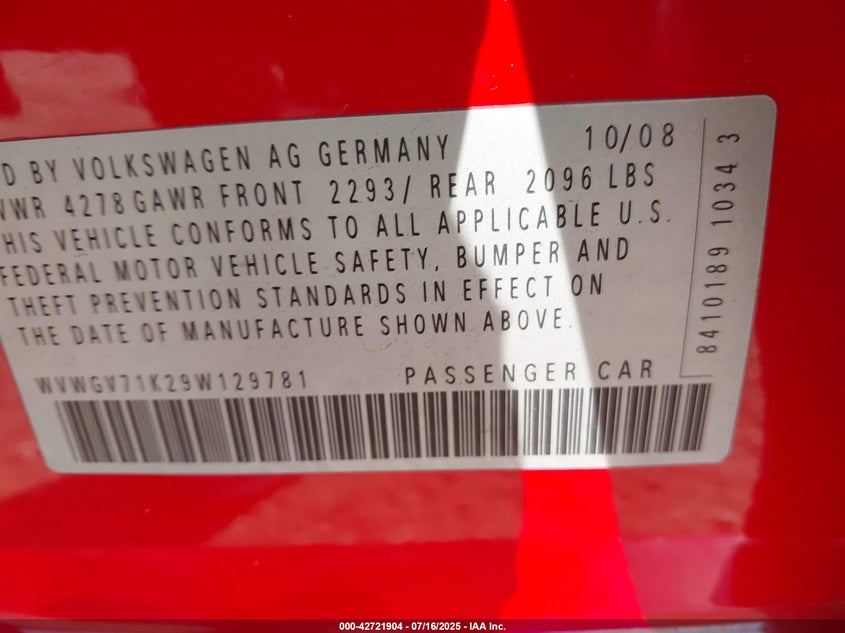 D BY VOLKSWAGEN AG GERMANY 10/08
VWR 4278 GAWR FRONT 2293/ REAR 2096 LBS
HIS VEHICLE CONFORMS TO ALL APPLICABLE U.S.
FEDERAL MOTOR VEHICLE SAFETY, BUMPER AND
THEFT PREVENTION STANDARDS IN EFFECT ON
THE DATE OF MANUFACTURE SHOWN ABOVE.
WVWGV71K29W129781 PASSENGER CAR
8410189 1034 3
000-42721904 - 07/16/2025 - IAA Inc.